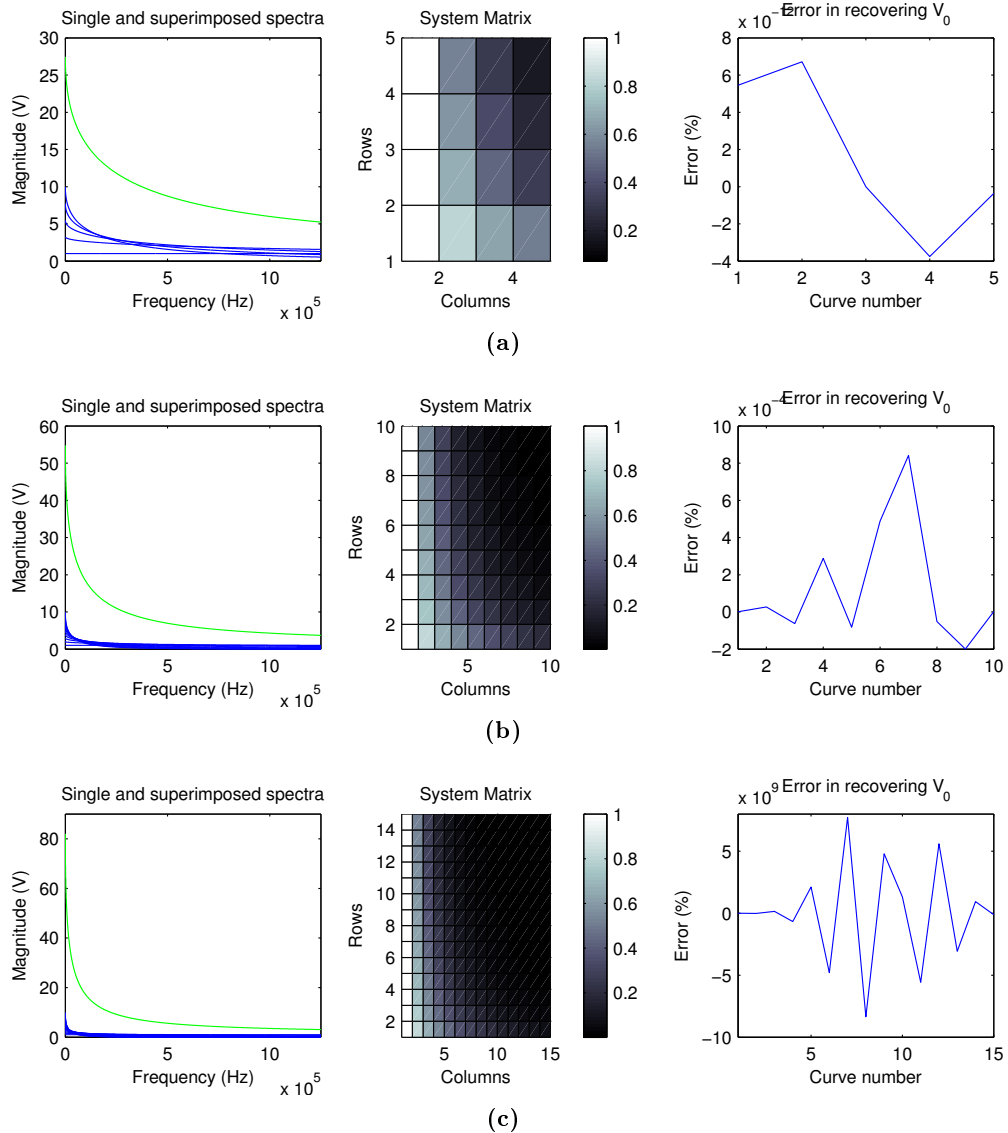 Single and superimposed spectra
Magnitude (V)
30
25
20
15
10
5
0
0
5
10
Frequency (Hz)
x 10^5
System Matrix
Rows
5
4
3
2
1
2
4
Columns
1
0.8
0.6
0.4
0.2
x 10^-12
Error in recovering V_0
Error (%)
8
6
4
2
0
−2
−4
1
2
3
4
5
Curve number
(a)
Single and superimposed spectra
Magnitude (V)
60
50
40
30
20
10
0
0
5
10
Frequency (Hz)
x 10^5
System Matrix
Rows
10
8
6
4
2
5
10
Columns
1
0.8
0.6
0.4
0.2
x 10^-4
Error in recovering V_0
Error (%)
10
8
6
4
2
0
−2
2
4
6
8
10
Curve number
(b)
Single and superimposed spectra
Magnitude (V)
80
60
40
20
0
0
5
10
Frequency (Hz)
x 10^5
System Matrix
Rows
14
12
10
8
6
4
2
5
10
15
Columns
1
0.8
0.6
0.4
0.2
x 10^9
Error in recovering V_0
Error (%)
5
0
−5
−10
5
10
15
Curve number
(c)